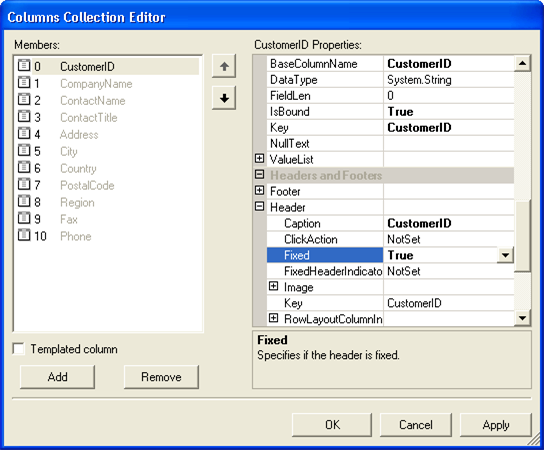 Columns Collection Editor
Members:
0 CustomerID
1 CompanyName
2 ContactName
3 ContactTitle
4 Address
5 City
6 Country
7 PostalCode
8 Region
9 Fax
10 Phone
Templated column
Add Remove
CustomerID Properties:
BaseColumnName CustomerID
DataType System.String
FieldLen 0
IsBound True
Key CustomerID
NullText
ValueList
Headers and Footers
Footer
Header
Caption CustomerID
ClickAction NotSet
Fixed True
FixedHeaderIndicato NotSet
Image
Key CustomerID
RowLayoutColumnIn
Fixed
Specifies if the header is fixed.
OK Cancel Apply